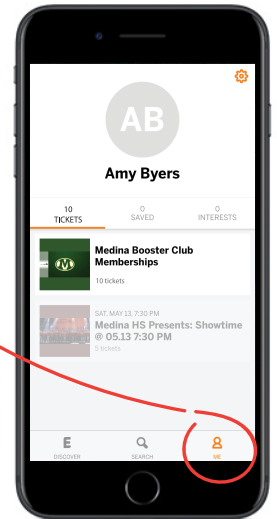 AB
Amy Byers
10 0 0
TICKETS SAVED INTERESTS
M
Medina Booster Club
Memberships
10 tickets
SAT, MAY 13, 7:30 PM
Medina HS Presents: Showtime
@ 05.13 7:30 PM
5 tickets
E
DISCOVER SEARCH ME